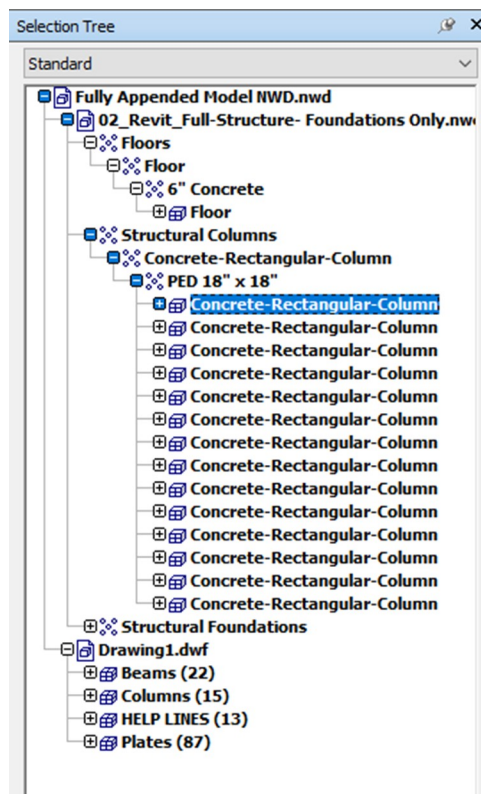 Selection Tree
Standard
Fully Appended Model NWD.nwd
02_Revit_Full-Structure- Foundations Only.nw
Floors
Floor
6" Concrete
Floor
Structural Columns
Concrete-Rectangular-Column
PED 18" x 18"
Concrete-Rectangular-Column
Concrete-Rectangular-Column
Concrete-Rectangular-Column
Concrete-Rectangular-Column
Concrete-Rectangular-Column
Concrete-Rectangular-Column
Concrete-Rectangular-Column
Concrete-Rectangular-Column
Concrete-Rectangular-Column
Concrete-Rectangular-Column
Concrete-Rectangular-Column
Concrete-Rectangular-Column
Concrete-Rectangular-Column
Concrete-Rectangular-Column
Structural Foundations
Drawing1.dwf
Beams (22)
Columns (15)
HELP LINES (13)
Plates (87)